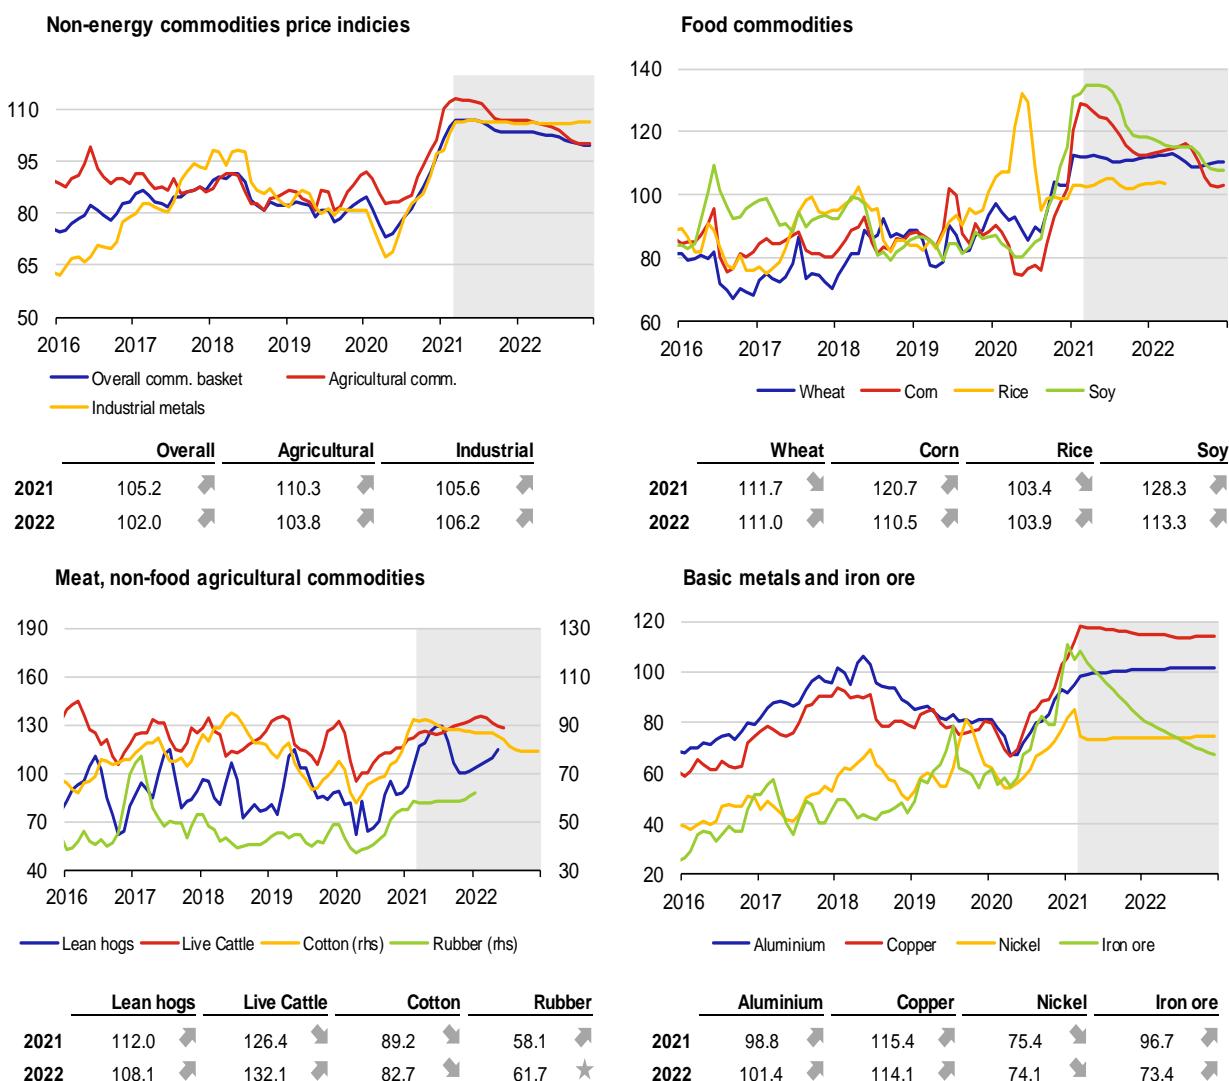 Non-energy commodities price indicies
110
95
80
65
50
2016 2017 2018 2019 2020 2021 2022
Overall comm. basket Agricultural comm.
Industrial metals
Overall Agricultural Industrial
2021 105.2 110.3 105.6
2022 102.0 103.8 106.2
Food commodities
140
120
100
80
60
2016 2017 2018 2019 2020 2021 2022
Wheat Corn Rice Soy
Wheat Corn Rice Soy
2021 111.7 120.7 103.4 128.3
2022 111.0 110.5 103.9 113.3
Meat, non-food agricultural commodities
190 130
160 110
130 90
100 70
70 50
40 30
2016 2017 2018 2019 2020 2021 2022
Lean hogs Live Cattle Cotton (rhs) Rubber (rhs)
Lean hogs Live Cattle Cotton Rubber
2021 112.0 126.4 89.2 58.1
2022 108.1 132.1 82.7 61.7
Basic metals and iron ore
120
100
80
60
40
20
2016 2017 2018 2019 2020 2021 2022
Aluminium Copper Nickel Iron ore
Aluminium Copper Nickel Iron ore
2021 98.8 115.4 75.4 96.7
2022 101.4 114.1 74.1 73.4